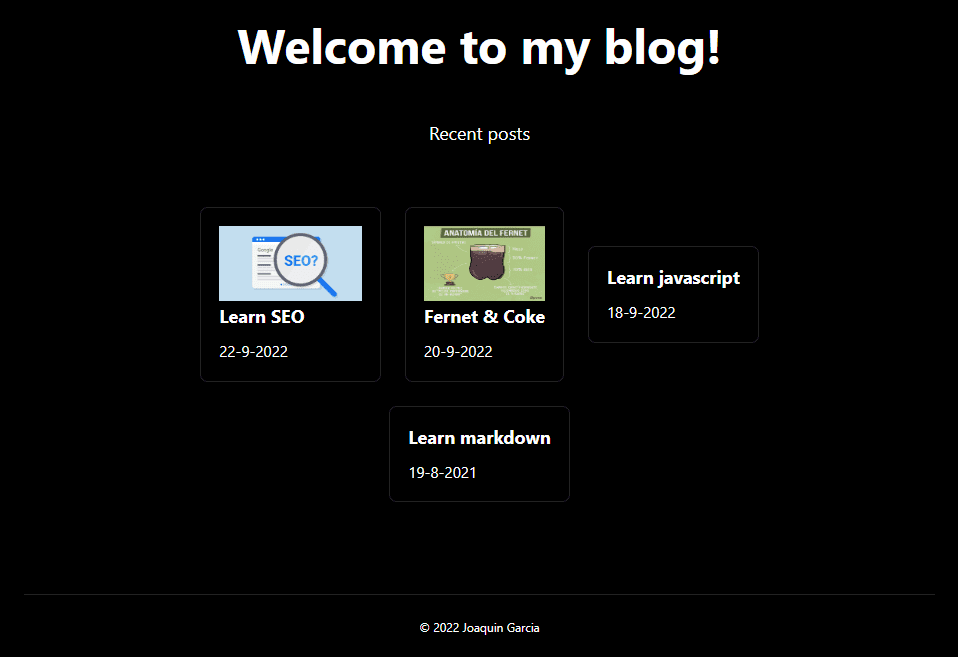 Welcome to my blog!
Recent posts
Google
SEO?
Learn SEO
22-9-2022
ANATOMÍA DEL FERNET
Fernet & Coke
20-9-2022
Learn javascript
18-9-2022
Learn markdown
19-8-2021
© 2022 Joaquin Garcia